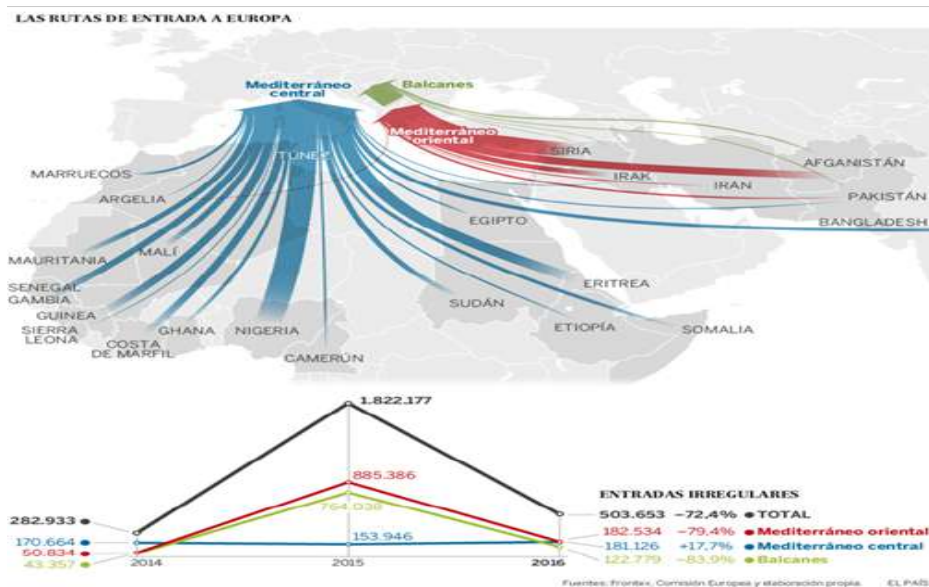 LAS RUTAS DE ENTRADA A EUROPA
Mediterráneo
central
Balcanes
Mediterráneo
oriental
TÚNEZ
SIRIA
AFGANISTÁN
MARRUECOS
IRAK
IRÁN
ARGELIA
PAKISTÁN
EGIPTO
BANGLADESH
MALÍ
MAURITANIA
ERITREA
SENEGAL
GAMBIA
SUDÁN
GUINEA
SIERRA
LEONA
COSTA
DE MARFIL
GHANA
NIGERIA
ETIOPÍA
SOMALIA
CAMERÚN
1.822.177
885.386
764.038
ENTRADAS IRREGULARES
282.933
503.653 –72,4% TOTAL
170.664
153.946
182.534 –79,4% Mediterráneo oriental
50.834
181.126 +17,7% Mediterráneo central
43.357
2014
2015
2016
122.779 –83,9% Balcanes
Fuentes: Frontex, Comisión Europea y elaboración propia. EL PAÍS